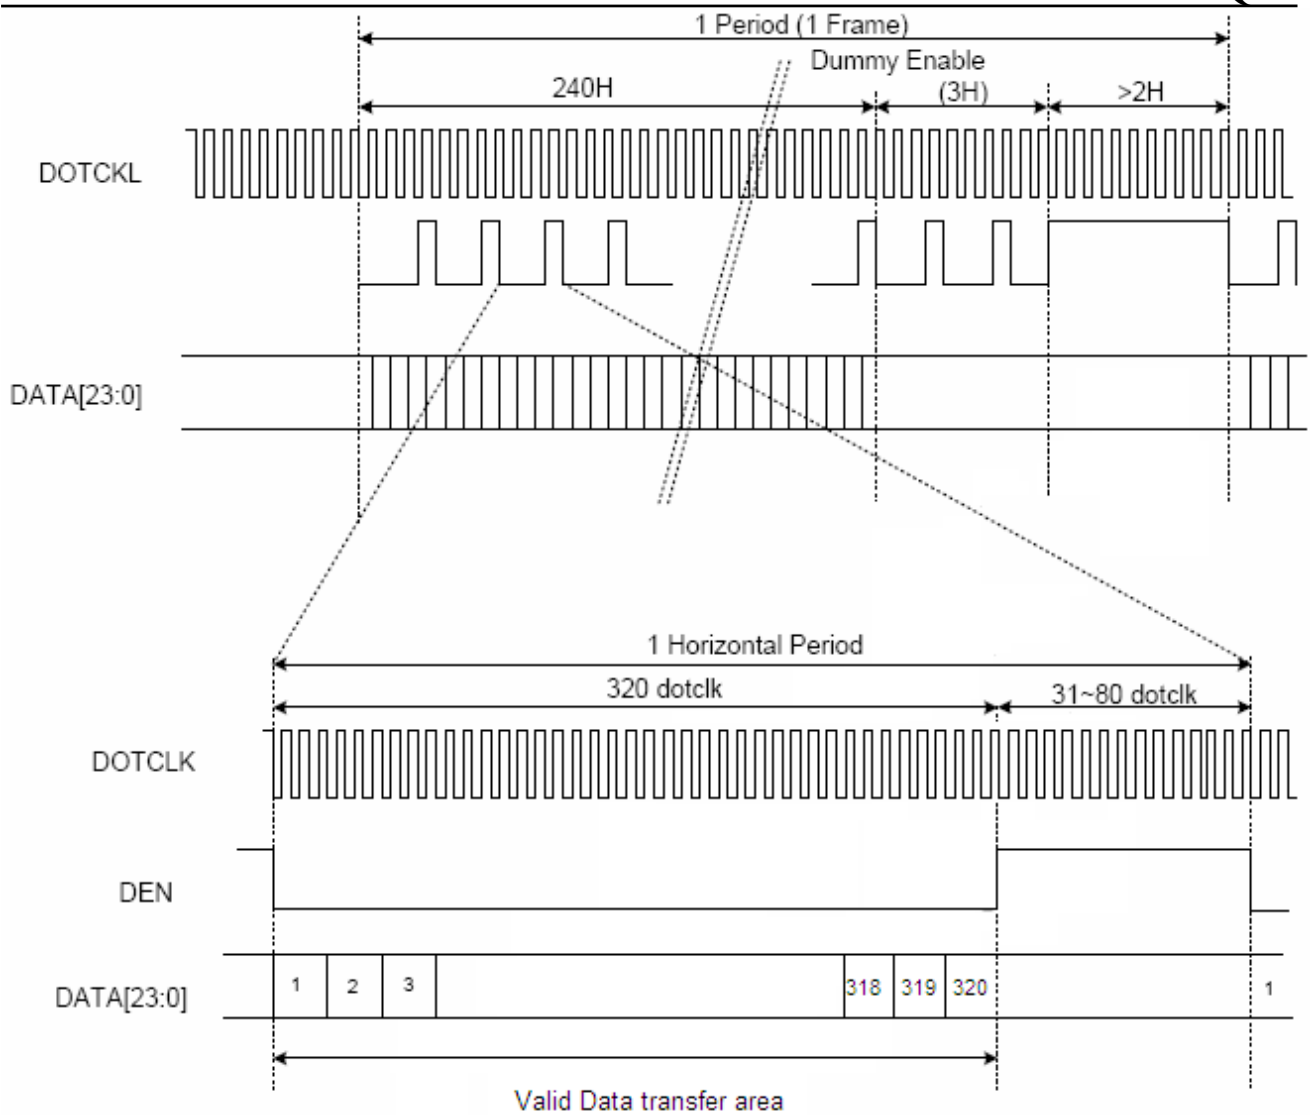 1 Period (1 Frame)
Dummy Enable
240H
(3H)
>2H
DOTCKL
DATA[23:0]
1 Horizontal Period
320 dotclk
31~80 dotclk
DOTCLK
DEN
DATA[23:0]
1
2
3
318
319
320
1
Valid Data transfer area